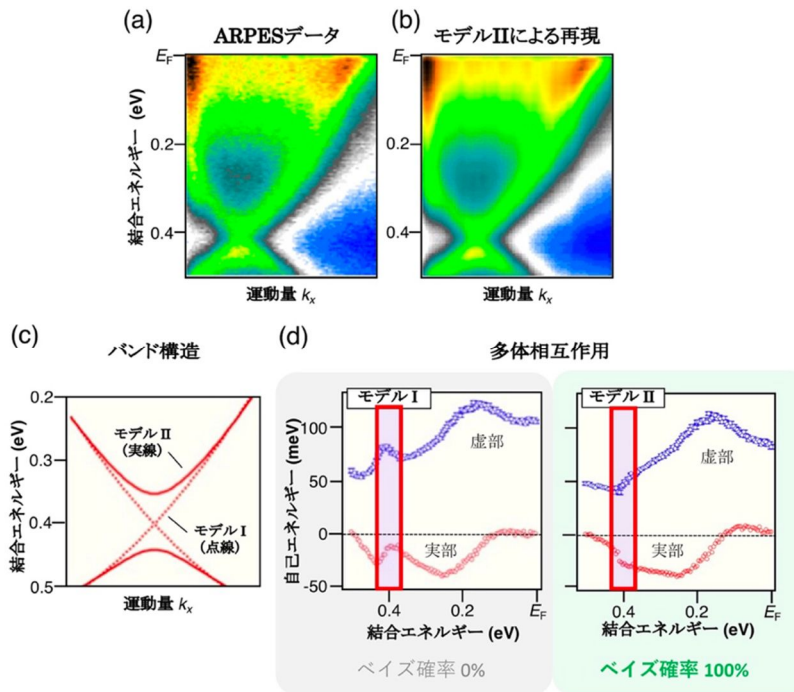 (a)
ARPESデータ
(b)
モデルIIによる再現
EF
0.2
0.4
結合エネルギー (eV)
運動量 kx
0.2
0.4
運動量 kx
(c)
バンド構造
0.2
0.3
0.4
0.5
結合エネルギー (eV)
モデル II
(実線)
モデル I
(点線)
運動量 kx
(d)
多体相互作用
モデル I
100
50
0
-50
自己エネルギー (meV)
虚部
実部
0.4
0.2
EF
結合エネルギー (eV)
ベイズ確率 0%
モデル II
虚部
実部
0.4
0.2
EF
結合エネルギー (eV)
ベイズ確率 100%